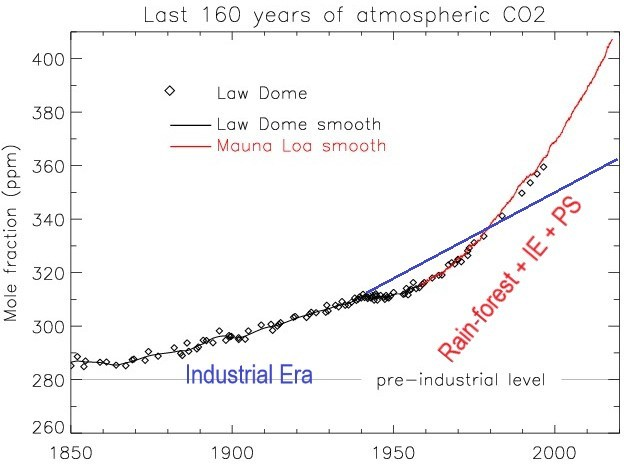 Last 160 years of atmospheric CO2
Mole fraction (ppm)
400
380
360
340
320
300
280
260
Law Dome
Law Dome smooth
Mauna Loa smooth
Rain-forest + IE + PS
Industrial Era
pre-industrial level
1850
1900
1950
2000